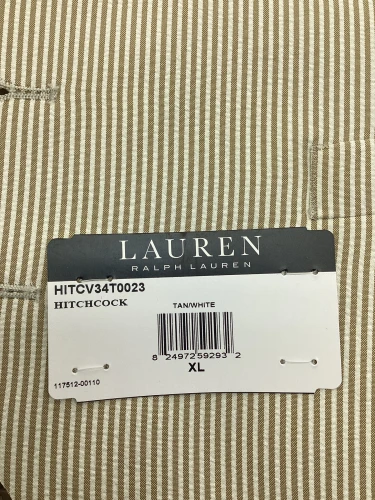 LAUREN
RALPH LAUREN
HITCV34T0023
HITCHCOCK
TAN/WHITE
8 24972 59293 2
XL
117512-00110